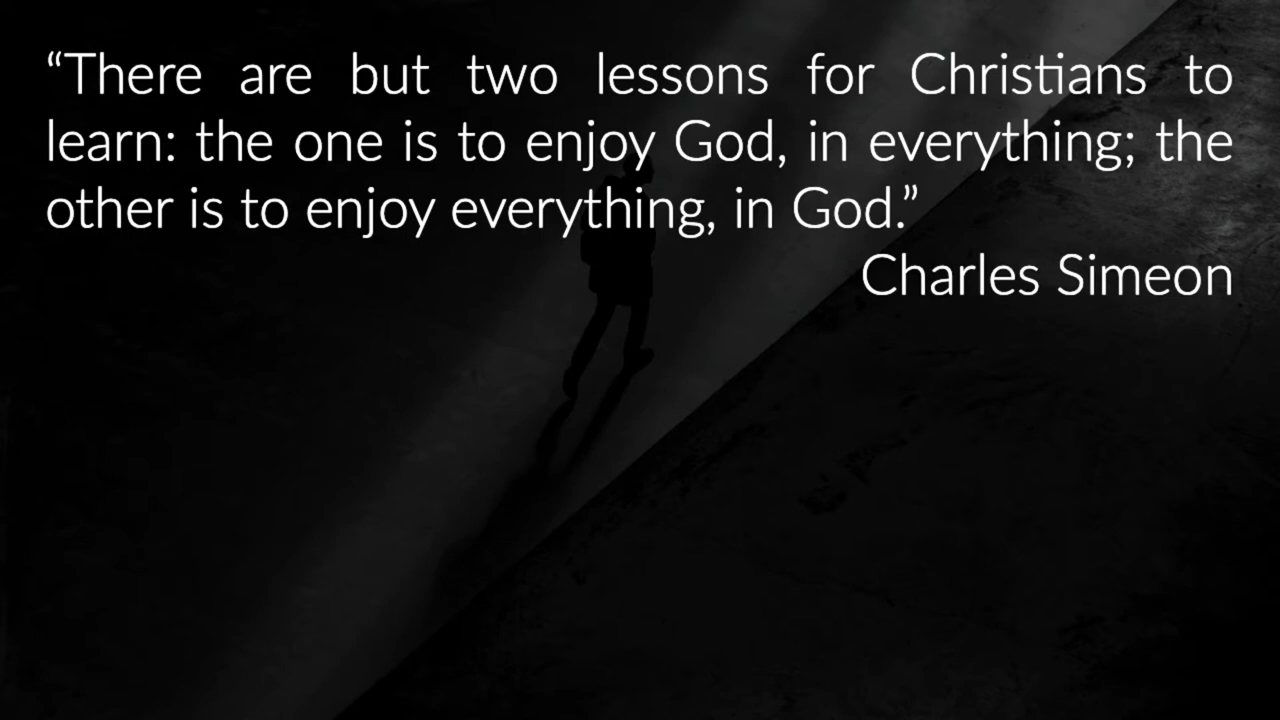 “There are but two lessons for Christians to
learn: the one is to enjoy God, in everything; the
other is to enjoy everything, in God.”
Charles Simeon